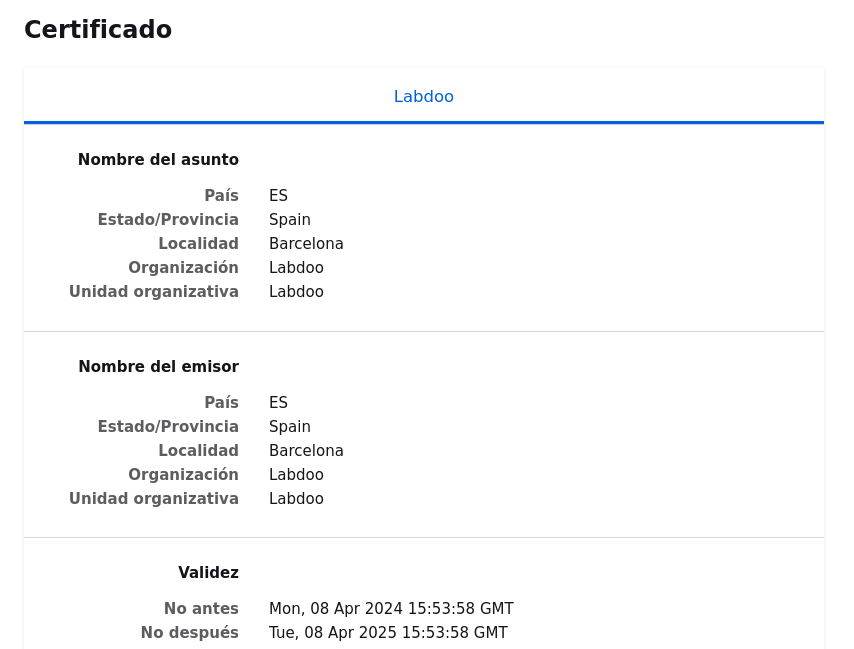 Certificado
Labdoo
Nombre del asunto
País ES
Estado/Provincia Spain
Localidad Barcelona
Organización Labdoo
Unidad organizativa Labdoo
Nombre del emisor
País ES
Estado/Provincia Spain
Localidad Barcelona
Organización Labdoo
Unidad organizativa Labdoo
Validez
No antes Mon, 08 Apr 2024 15:53:58 GMT
No después Tue, 08 Apr 2025 15:53:58 GMT